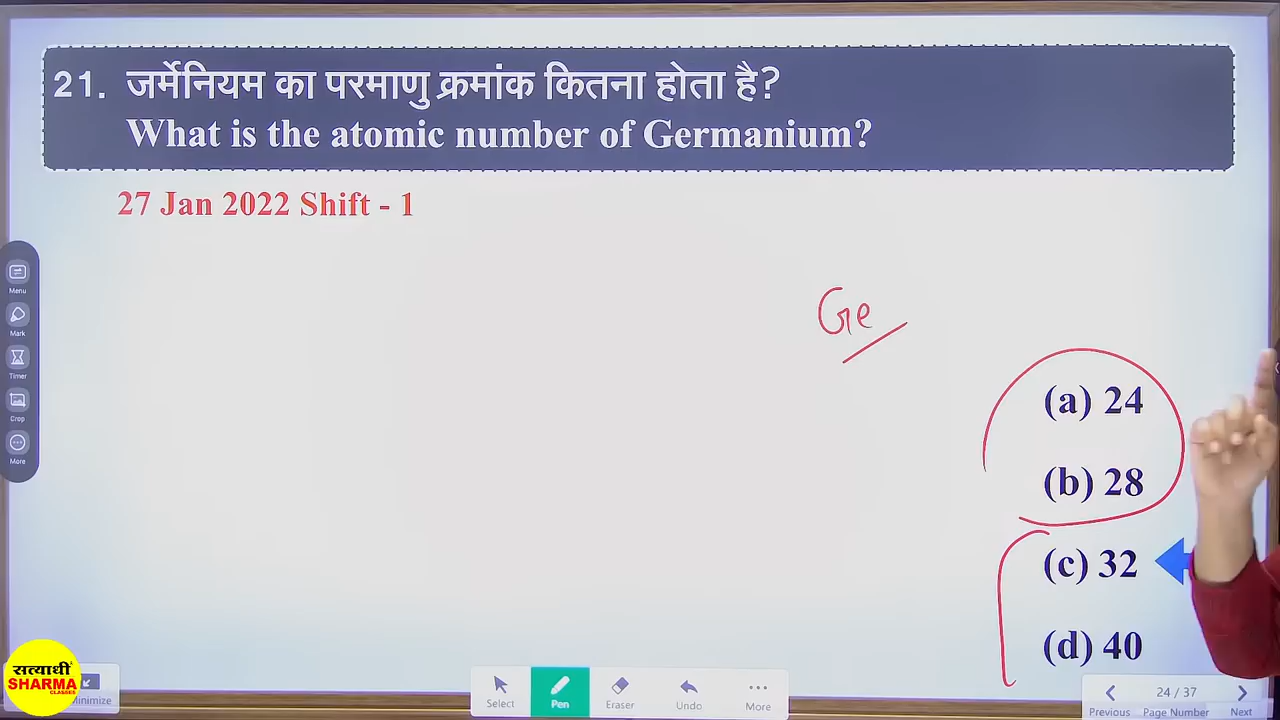 21. जर्मेनियम का परमाणु क्रमांक कितना होता है?
What is the atomic number of Germanium?
27 Jan 2022 Shift - 1
Ge
(a) 24
(b) 28
(c) 32
(d) 40
Menu
Mark
Timer
Crop
More
सत्यार्थी
SHARMA
CLASSES
Minimize
Select
Pen
Eraser
Undo
More
24 / 37
Previous
Page Number
Next